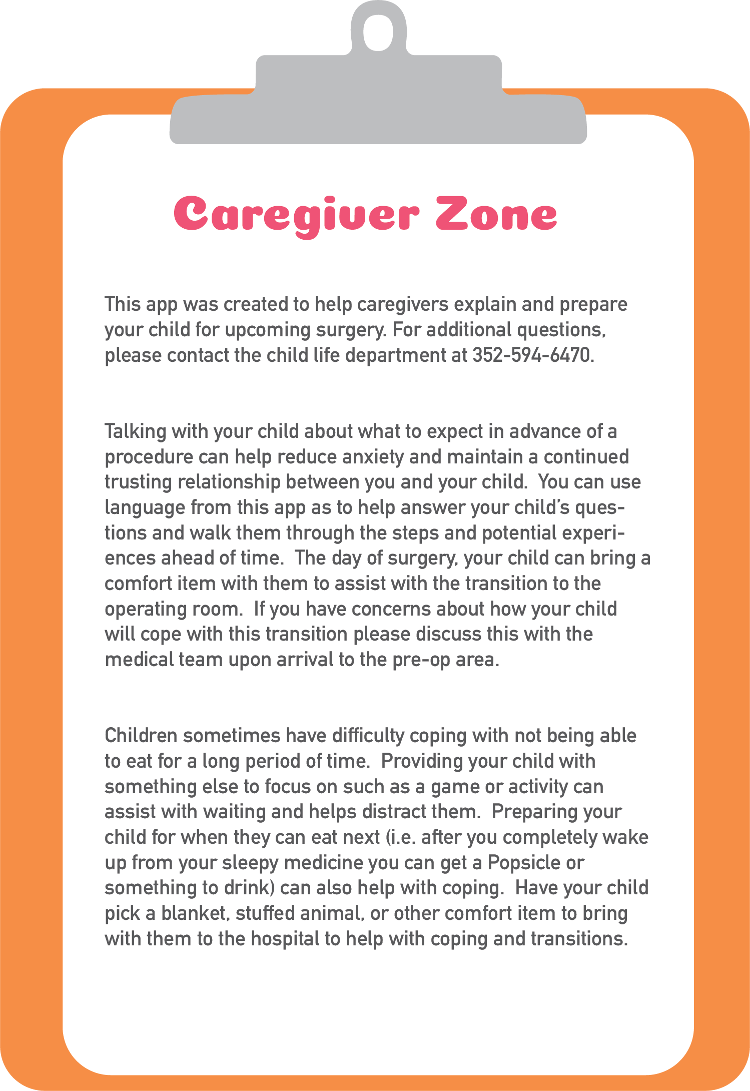 Caregiver Zone
This app was created to help caregivers explain and prepare
your child for upcoming surgery. For additional questions,
please contact the child life department at 352-594-6470.
Talking with your child about what to expect in advance of a
procedure can help reduce anxiety and maintain a continued
trusting relationship between you and your child.  You can use
language from this app as to help answer your child's ques-
tions and walk them through the steps and potential experi-
ences ahead of time.  The day of surgery, your child can bring a
comfort item with them to assist with the transition to the
operating room.  If you have concerns about how your child
will cope with this transition please discuss this with the
medical team upon arrival to the pre-op area.
Children sometimes have difficulty coping with not being able
to eat for a long period of time.  Providing your child with
something else to focus on such as a game or activity can
assist with waiting and helps distract them.  Preparing your
child for when they can eat next (i.e. after you completely wake
up from your sleepy medicine you can get a Popsicle or
something to drink) can also help with coping.  Have your child
pick a blanket, stuffed animal, or other comfort item to bring
with them to the hospital to help with coping and transitions.